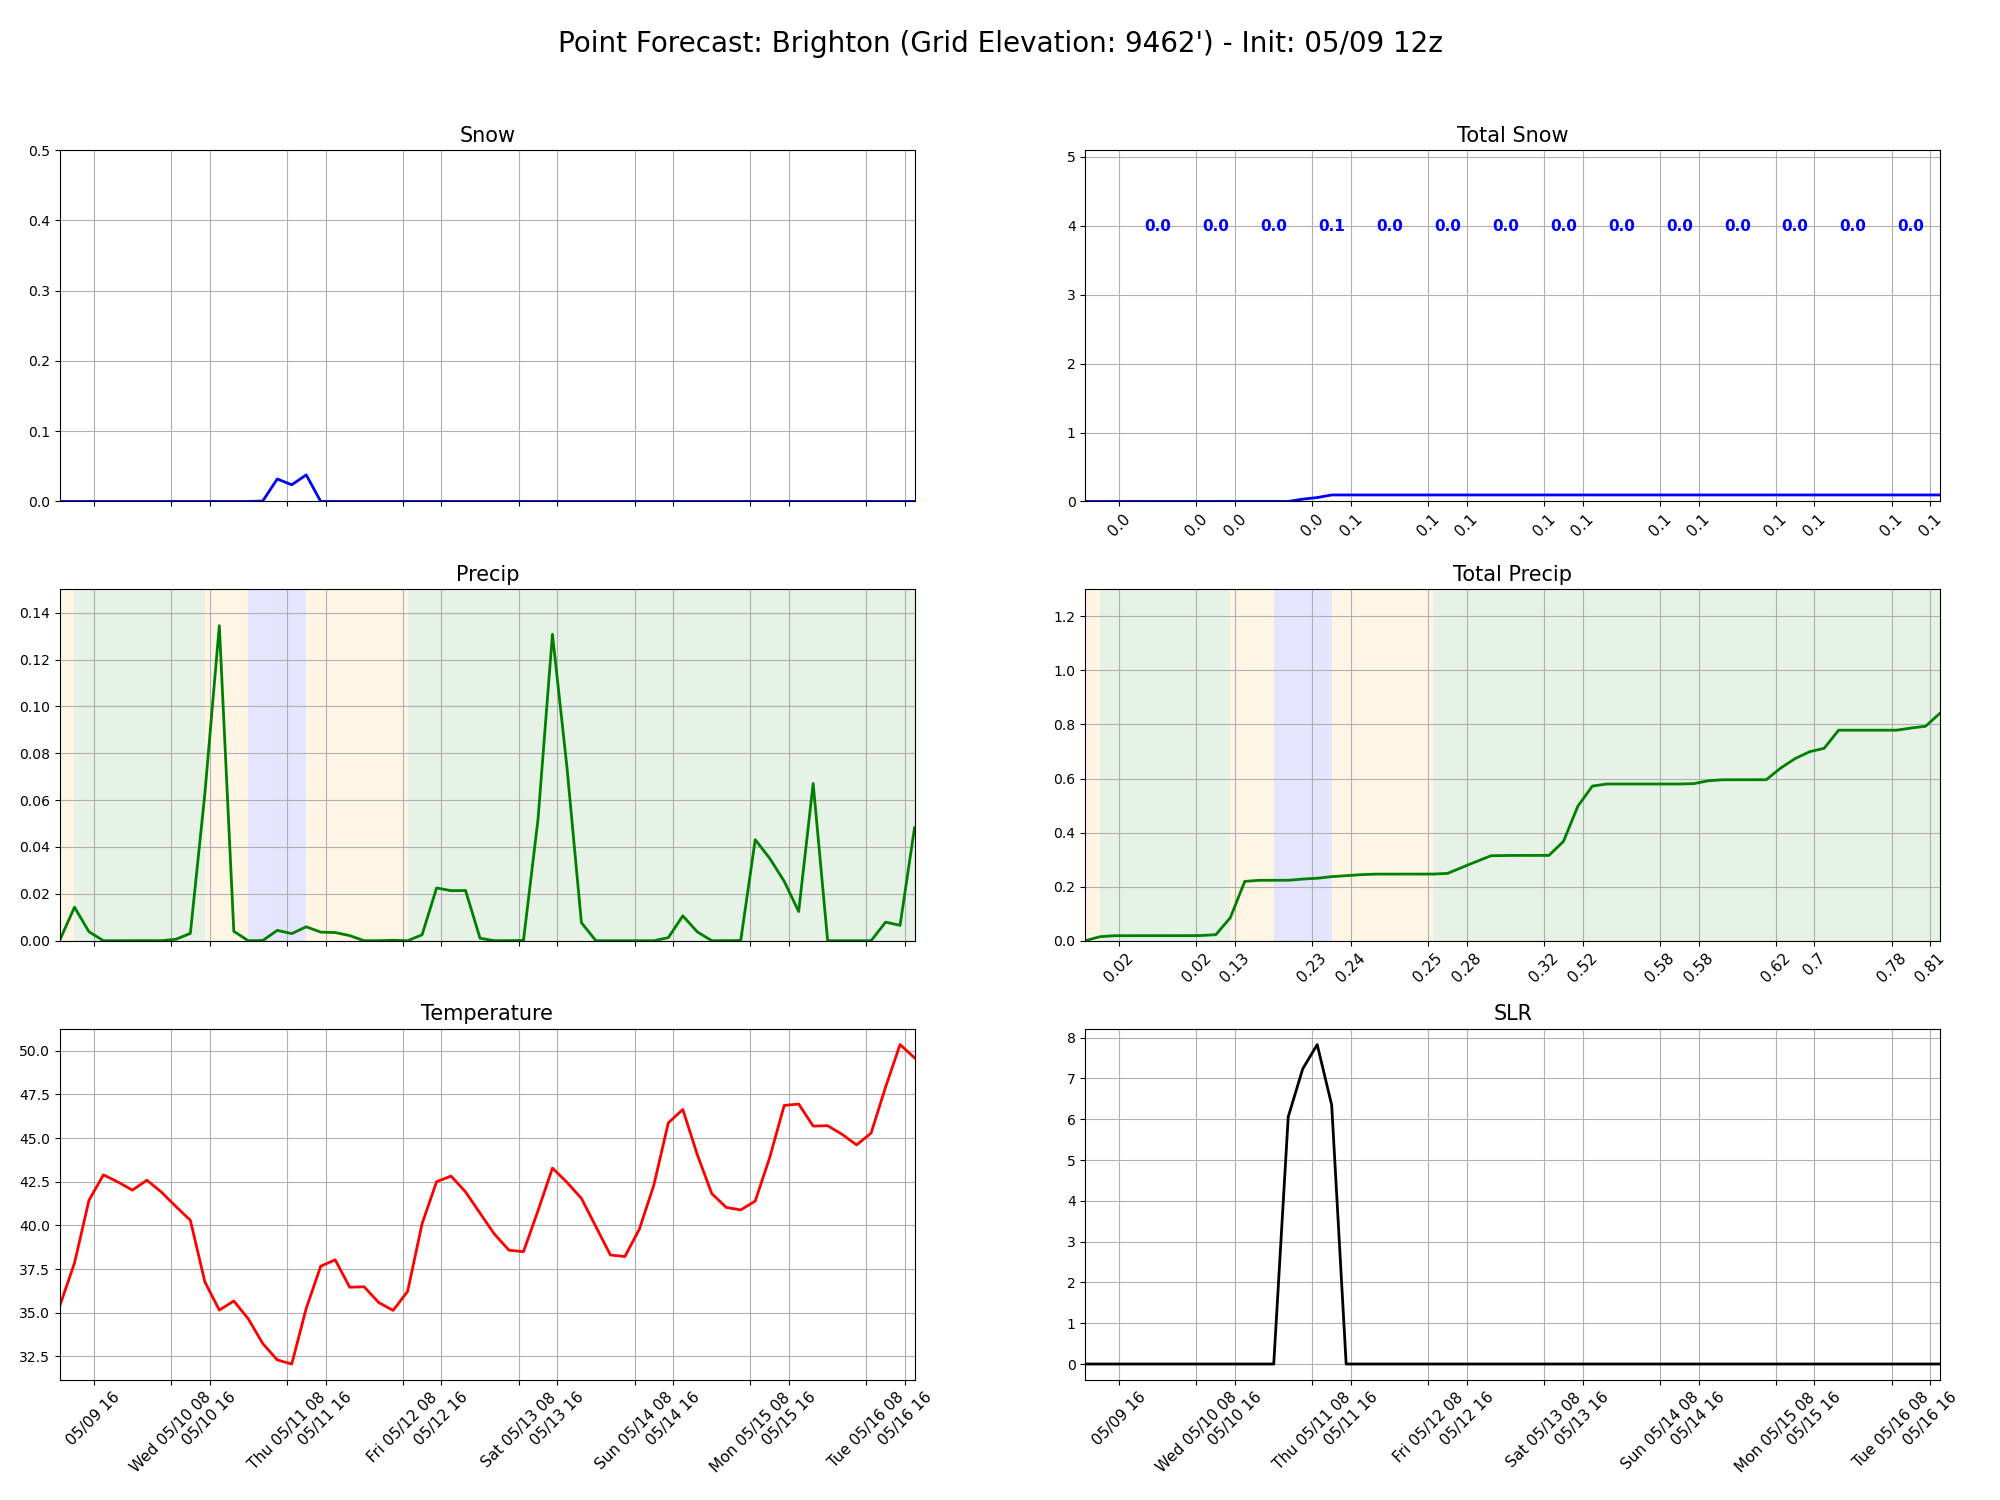 Point Forecast: Brighton (Grid Elevation: 9462') - Init: 05/09 12z
Snow
0.5
0.4
0.3
0.2
0.1
0.0
Total Snow
5
4
3
2
1
0
0.0 0.0 0.0 0.1 0.0 0.0 0.0 0.0 0.0 0.0 0.0 0.0 0.0 0.0
0.0 0.0 0.0 0.0 0.1 0.1 0.1 0.1 0.1 0.1 0.1 0.1 0.1 0.1 0.1
Precip
0.14
0.12
0.10
0.08
0.06
0.04
0.02
0.00
Total Precip
1.2
1.0
0.8
0.6
0.4
0.2
0.0
0.02 0.02 0.13 0.23 0.24 0.25 0.28 0.32 0.52 0.58 0.58 0.62 0.7 0.78 0.81
Temperature
50.0
47.5
45.0
42.5
40.0
37.5
35.0
32.5
05/09 16
Wed 05/10 08
05/10 16
Thu 05/11 08
05/11 16
Fri 05/12 08
05/12 16
Sat 05/13 08
05/13 16
Sun 05/14 08
05/14 16
Mon 05/15 08
05/15 16
Tue 05/16 08
05/16 16
SLR
8
7
6
5
4
3
2
1
0
05/09 16
Wed 05/10 08
05/10 16
Thu 05/11 08
05/11 16
Fri 05/12 08
05/12 16
Sat 05/13 08
05/13 16
Sun 05/14 08
05/14 16
Mon 05/15 08
05/15 16
Tue 05/16 08
05/16 16